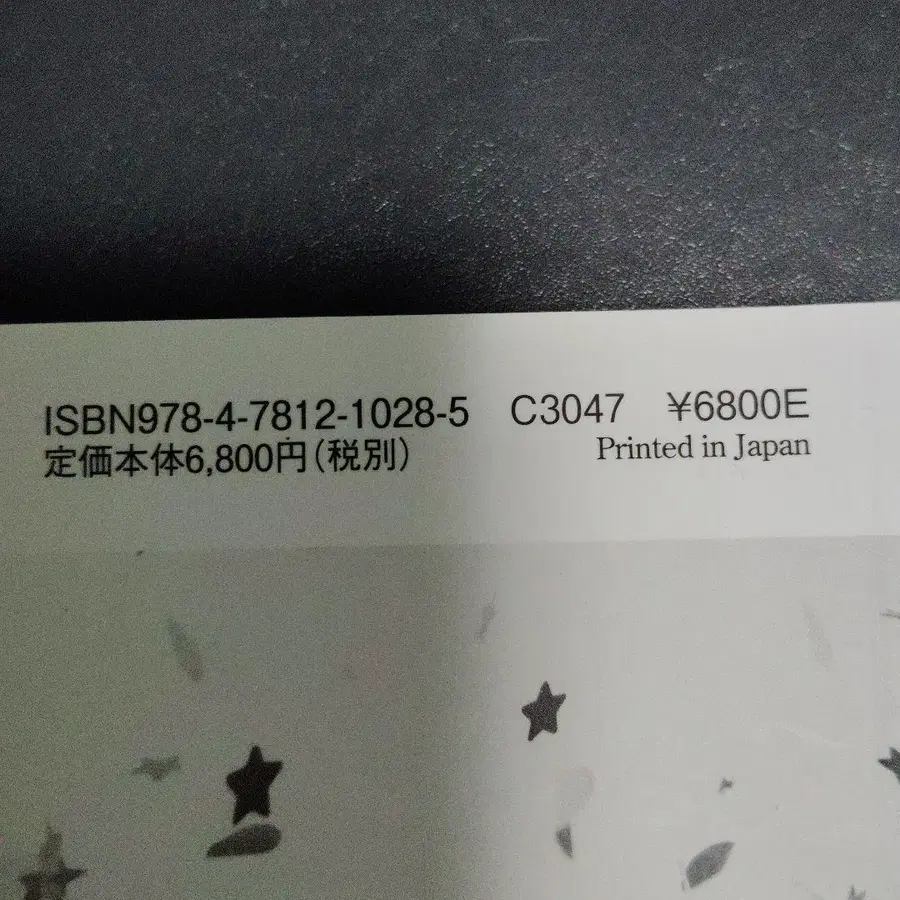 ISBN978-4-7812-1028-5 C3047 ¥6800E
定価本体6,800円(税別)
Printed in Japan